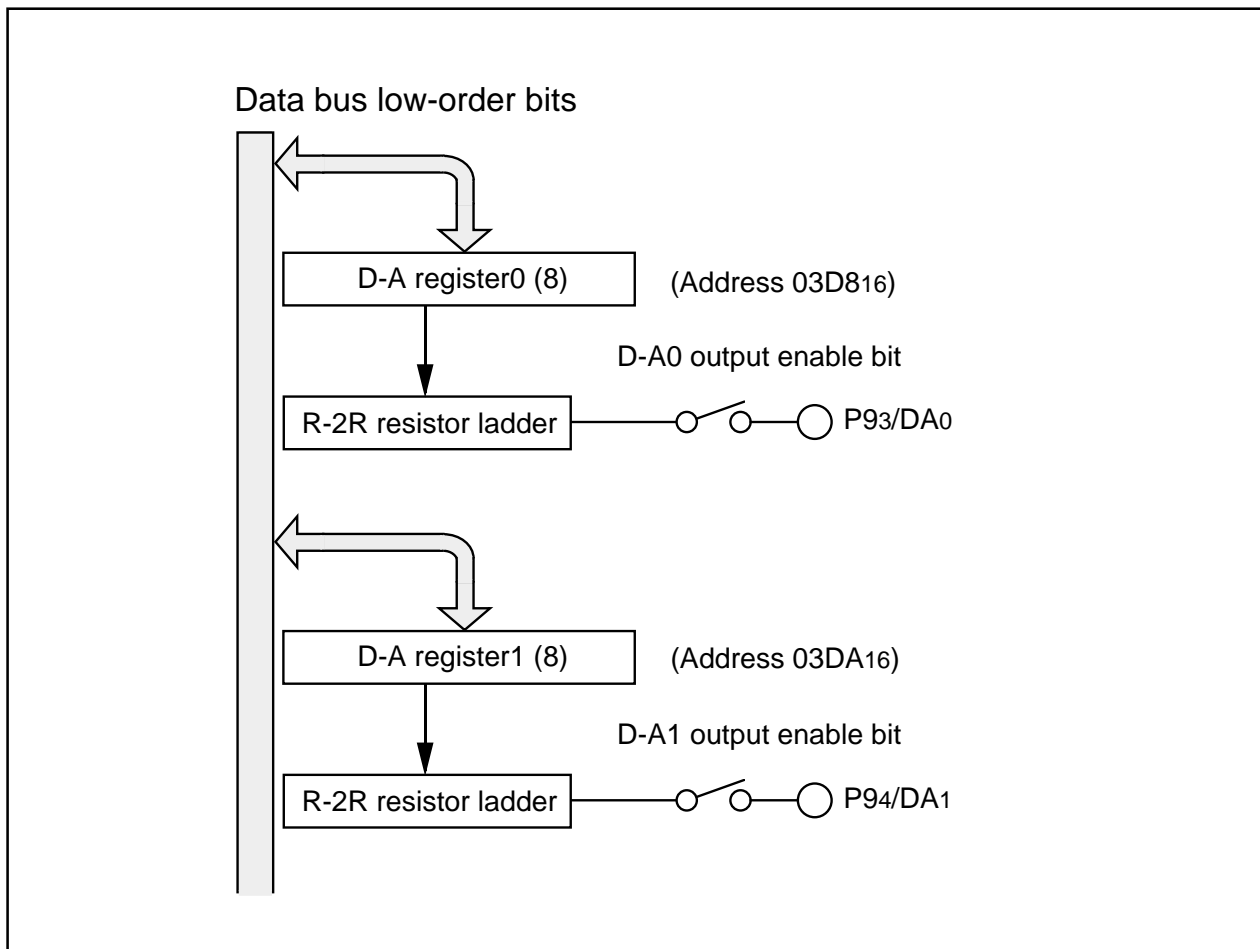 Data bus low-order bits
D-A register0 (8)
(Address 03D816)
D-A0 output enable bit
R-2R resistor ladder
P93/DA0
D-A register1 (8)
(Address 03DA16)
D-A1 output enable bit
R-2R resistor ladder
P94/DA1